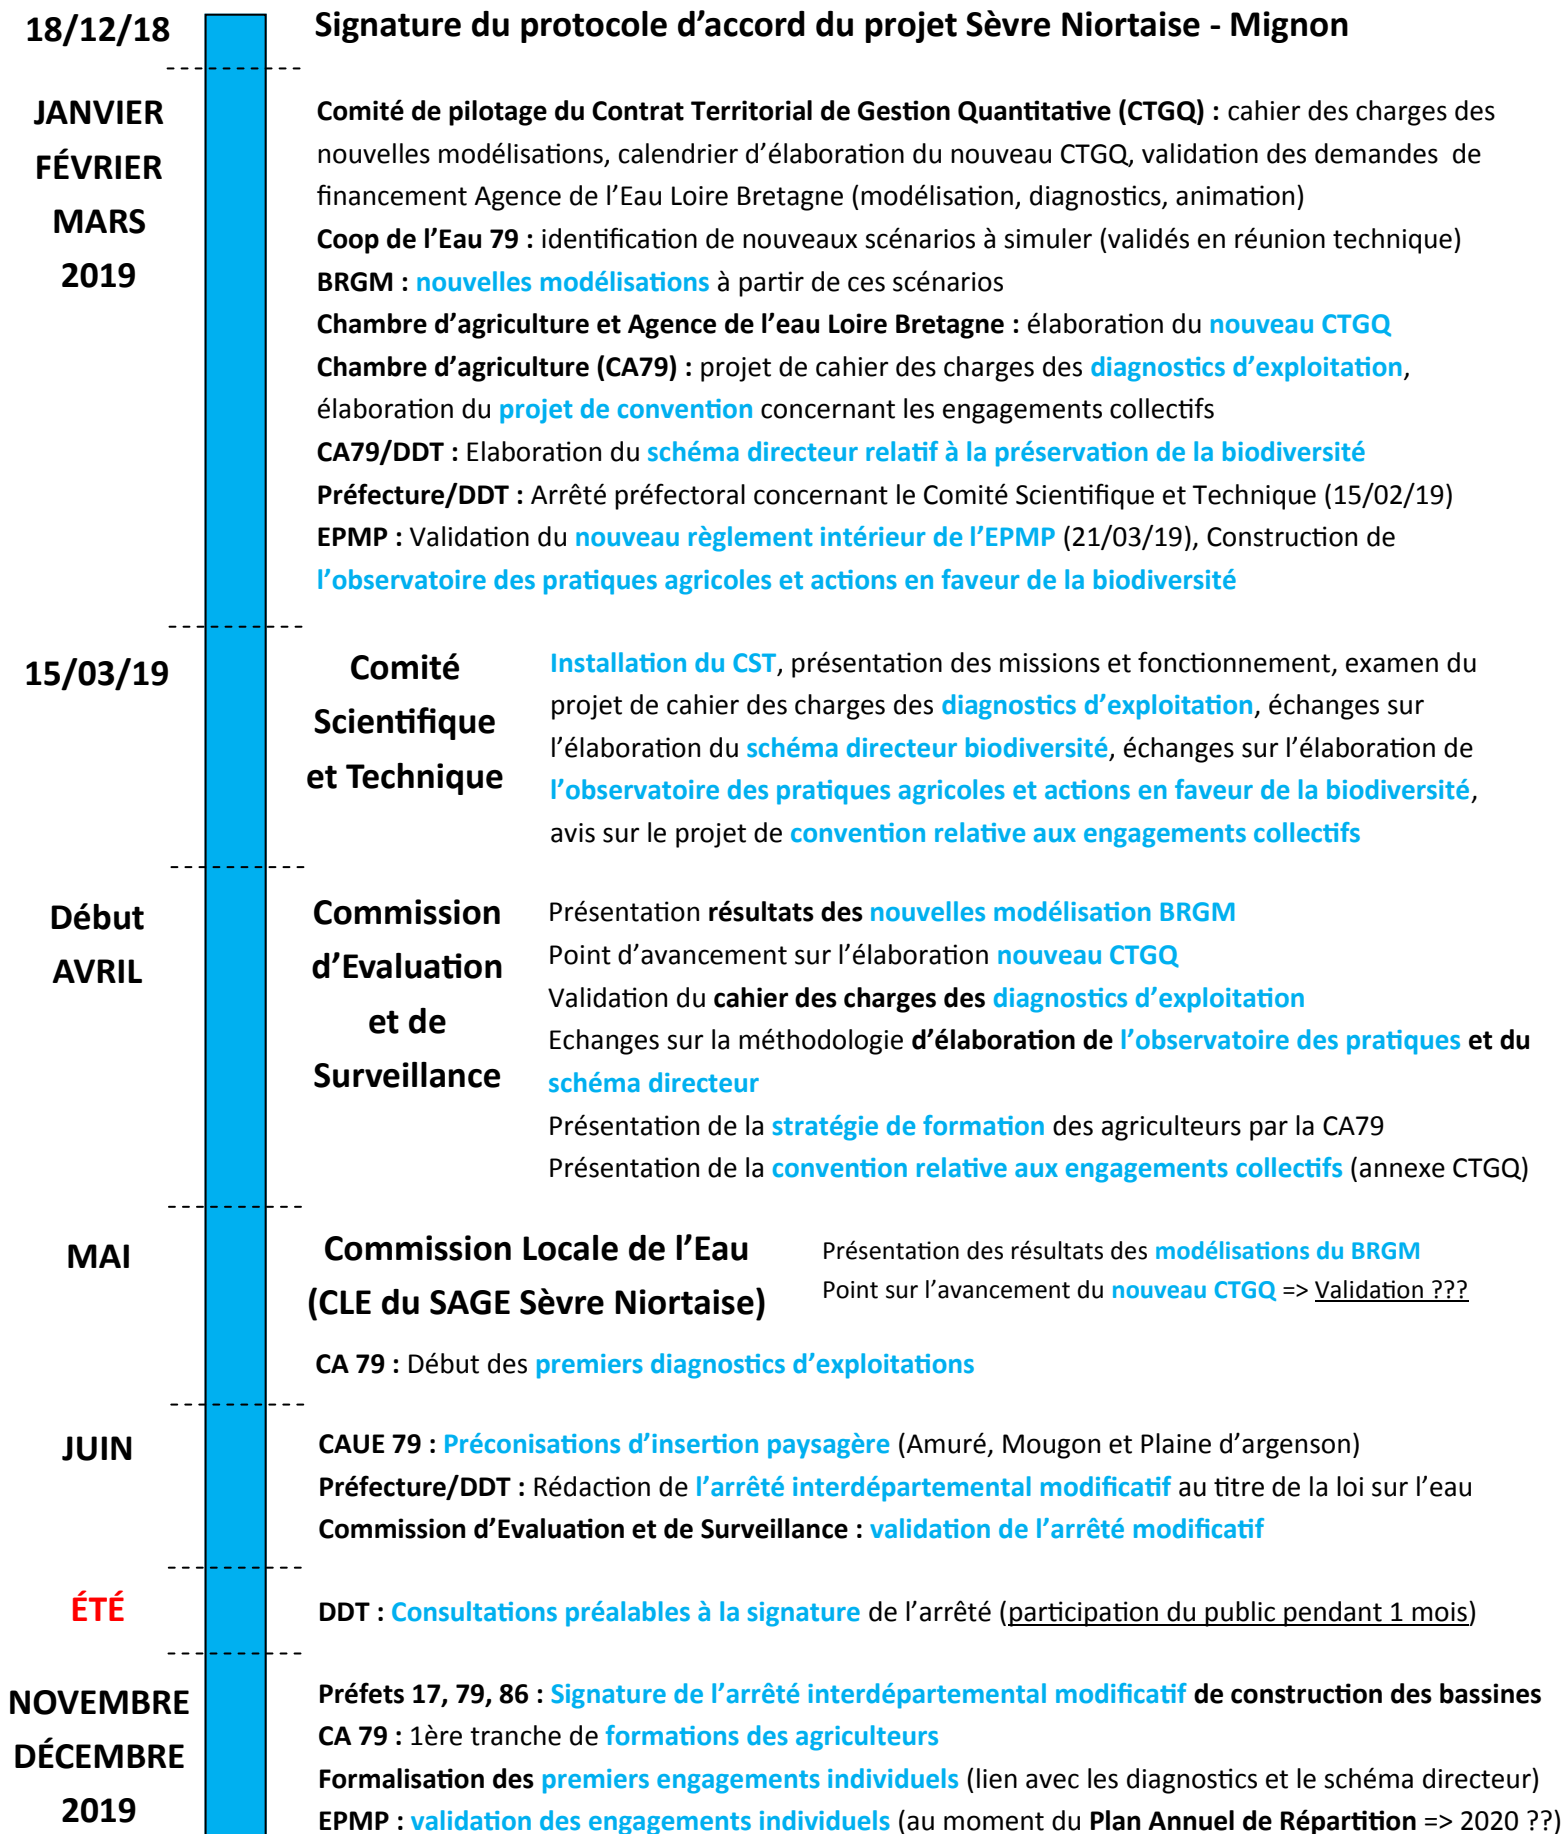 18/12/18
Signature du protocole d’accord du projet Sèvre Niortaise - Mignon
JANVIER
FÉVRIER
MARS
2019
Comité de pilotage du Contrat Territorial de Gestion Quantitative (CTGQ) : cahier des charges des
nouvelles modélisations, calendrier d’élaboration du nouveau CTGQ, validation des demandes de
financement Agence de l’Eau Loire Bretagne (modélisation, diagnostics, animation)
Coop de l’Eau 79 : identification de nouveaux scénarios à simuler (validés en réunion technique)
BRGM : nouvelles modélisations à partir de ces scénarios
Chambre d’agriculture et Agence de l’eau Loire Bretagne : élaboration du nouveau CTGQ
Chambre d’agriculture (CA79) : projet de cahier des charges des diagnostics d’exploitation,
élaboration du projet de convention concernant les engagements collectifs
CA79/DDT : Elaboration du schéma directeur relatif à la préservation de la biodiversité
Préfecture/DDT : Arrêté préfectoral concernant le Comité Scientifique et Technique (15/02/19)
EPMP : Validation du nouveau règlement intérieur de l’EPMP (21/03/19), Construction de
l’observatoire des pratiques agricoles et actions en faveur de la biodiversité
15/03/19
Comité
Scientifique
et Technique
Installation du CST, présentation des missions et fonctionnement, examen du
projet de cahier des charges des diagnostics d’exploitation, échanges sur
l’élaboration du schéma directeur biodiversité, échanges sur l’élaboration de
l’observatoire des pratiques agricoles et actions en faveur de la biodiversité,
avis sur le projet de convention relative aux engagements collectifs
Début
AVRIL
Commission
d’Evaluation
et de
Surveillance
Présentation résultats des nouvelles modélisation BRGM
Point d’avancement sur l’élaboration nouveau CTGQ
Validation du cahier des charges des diagnostics d’exploitation
Echanges sur la méthodologie d’élaboration de l’observatoire des pratiques et du
schéma directeur
Présentation de la stratégie de formation des agriculteurs par la CA79
Présentation de la convention relative aux engagements collectifs (annexe CTGQ)
MAI
Commission Locale de l’Eau
(CLE du SAGE Sèvre Niortaise)
Présentation des résultats des modélisations du BRGM
Point sur l’avancement du nouveau CTGQ => Validation ???
CA 79 : Début des premiers diagnostics d’exploitations
JUIN
CAUE 79 : Préconisations d’insertion paysagère (Amuré, Mougon et Plaine d’argenson)
Préfecture/DDT : Rédaction de l’arrêté interdépartemental modificatif au titre de la loi sur l’eau
Commission d’Evaluation et de Surveillance : validation de l’arrêté modificatif
ÉTÉ
DDT : Consultations préalables à la signature de l’arrêté (participation du public pendant 1 mois)
NOVEMBRE
DÉCEMBRE
2019
Préfets 17, 79, 86 : Signature de l’arrêté interdépartemental modificatif de construction des bassines
CA 79 : 1ère tranche de formations des agriculteurs
Formalisation des premiers engagements individuels (lien avec les diagnostics et le schéma directeur)
EPMP : validation des engagements individuels (au moment du Plan Annuel de Répartition => 2020 ??)